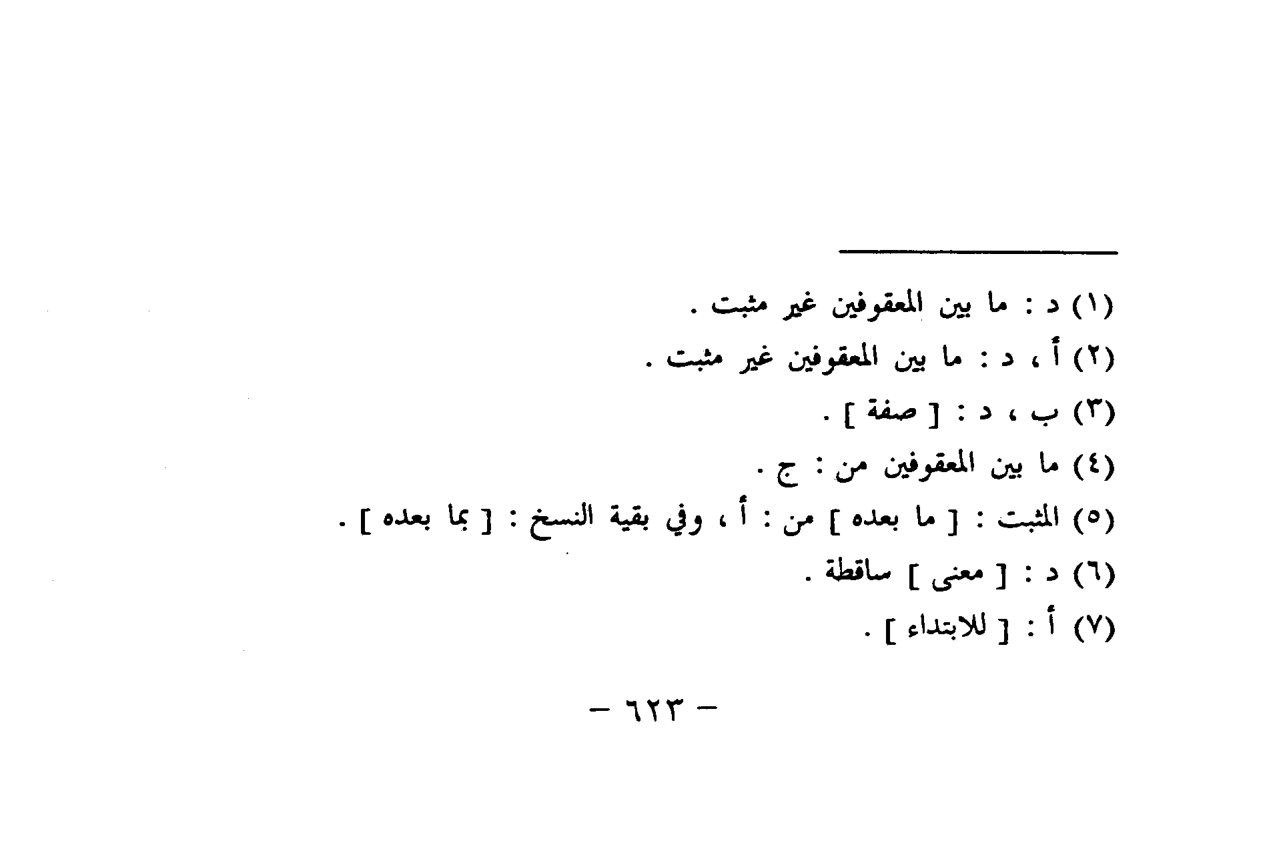 (١) د : ما بين المعقوفين غير مثبت .
(٢) أ ، د : ما بين المعقوفين غير مثبت .
(٣) ب ، د : [ صفة ] .
(٤) ما بين المعقوفين من : ج .
(٥) المثبت : [ ما بعده ] من : أ ، وفي بقية النسخ : [ بما بعده ] .
(٦) د : [ معنى ] ساقطة .
(٧) أ : [ للابتداء ] .
– ٦٢٣ –